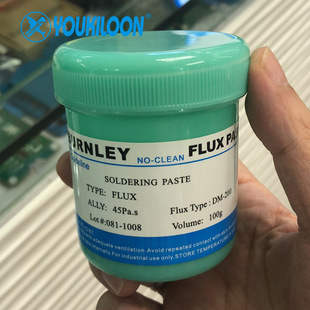 YOUKILOON
URNLEY NO-CLEAN FLUX PA
SOLDERING PASTE
TYPE: FLUX
ALLY: 45Pa.s Flux Type : DM-200
Lot#:081-1008 Volume: 100g
adequate ventilation. Avoid repeated contact with
For industrial use only. STORE TEMPERATURE